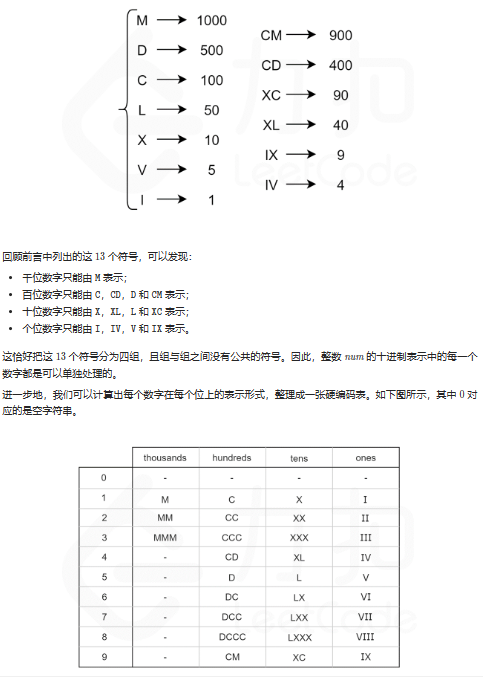 M → 1000
D → 500
C → 100
L → 50
X → 10
V → 5
I → 1
CM → 900
CD → 400
XC → 90
XL → 40
IX → 9
IV → 4
力扣
LeetCode
回顾前言中列出的这 13 个符号，可以发现：
• 千位数字只能由 M 表示；
• 百位数字只能由 C，CD，D 和 CM 表示；
• 十位数字只能由 X，XL，L 和 XC 表示；
• 个位数字只能由 I，IV，V 和 IX 表示。
这恰好把这 13 个符号分为四组，且组与组之间没有公共的符号。因此，整数 num 的十进制表示中的每一个
数字都是可以单独处理的。
进一步地，我们可以计算出每个数字在每个位上的表示形式，整理成一张硬编码表。如下图所示，其中 0 对
应的是空字符串。
thousands hundreds tens ones
0 - - - -
1 M C X I
2 MM CC XX II
3 MMM CCC XXX III
4 - CD XL IV
5 - D L V
6 - DC LX VI
7 - DCC LXX VII
8 - DCCC LXXX VIII
9 - CM XC IX
力扣
LeetCode